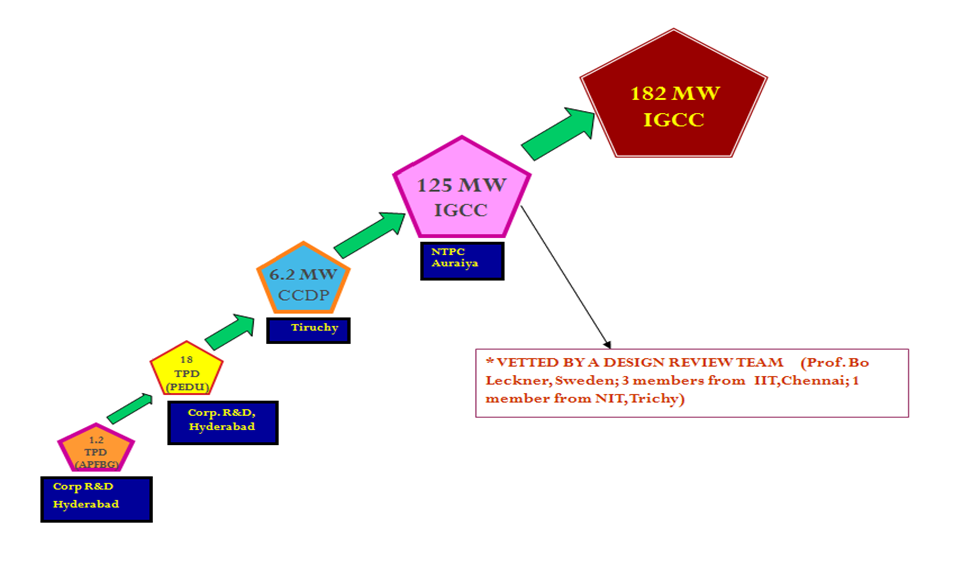 182 MW
IGCC
125 MW
IGCC
NTPC
Auraiya
6.2 MW
CCDP
Tiruchy
* VETTED BY A DESIGN REVIEW TEAM (Prof. Bo
Leckner, Sweden; 3 members from IIT,Chennai; 1
member from NIT,Trichy)
18
TPD
(PEDU)
Corp. R&D,
Hyderabad
1.2
TPD
(APFBG)
Corp R&D
Hyderabad